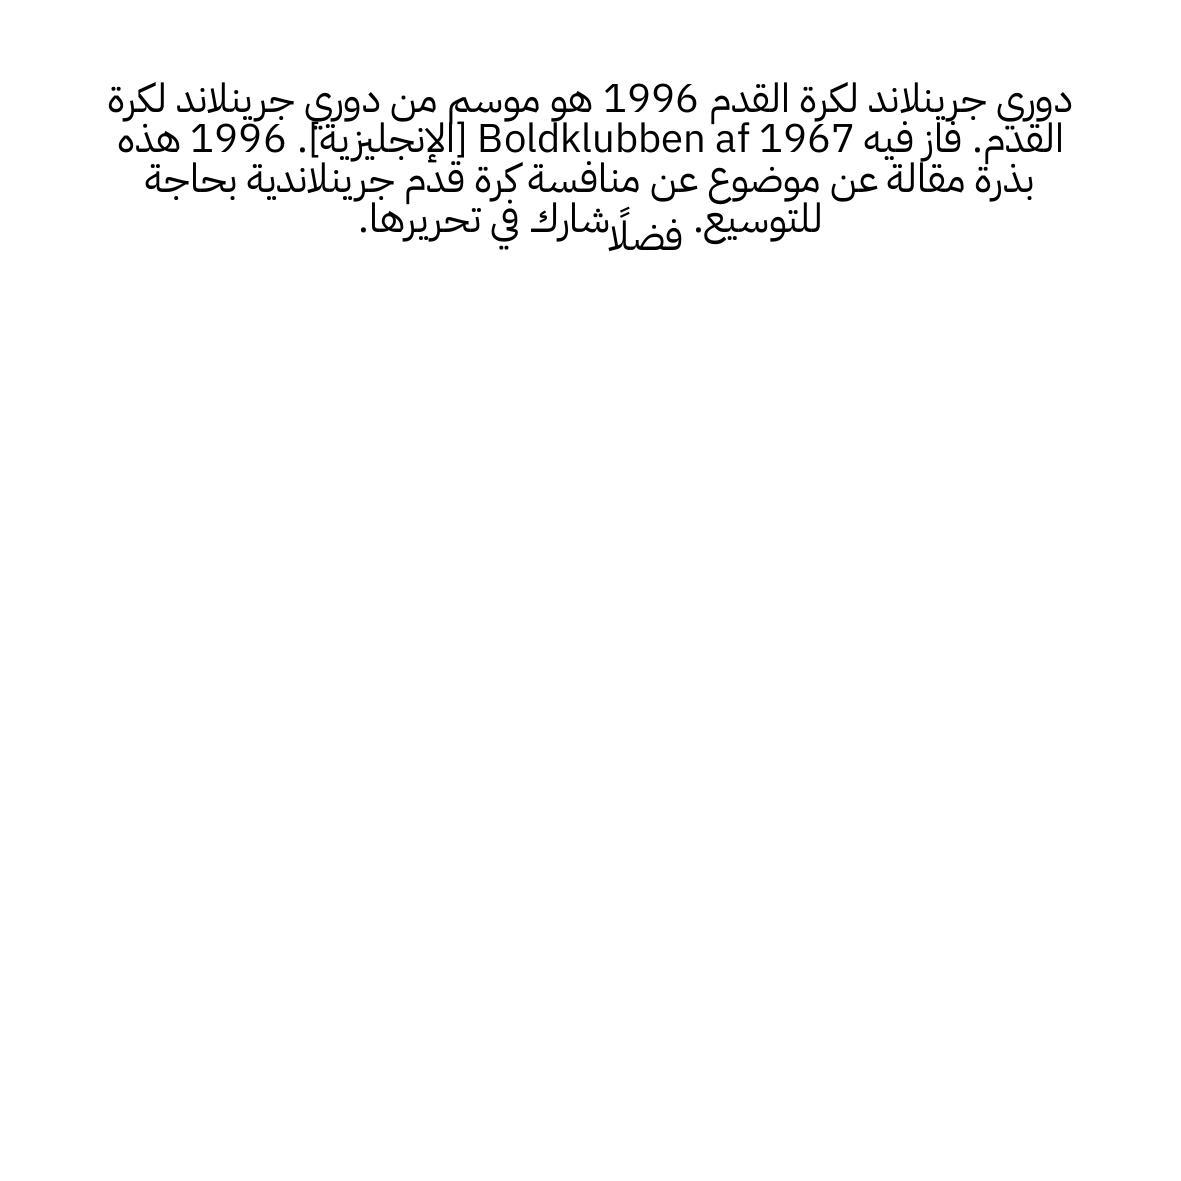 دوري جرينلاند لكرة القدم 1996 هو موسم من دوري جرينلاند لكرة
القدم. فاز فيه Boldklubben af 1967 [الإنجليزية]. 1996 هذه
بذرة مقالة عن موضوع عن منافسة كرة قدم جرينلاندية بحاجة
للتوسيع. فضلًا شارك في تحريرها.